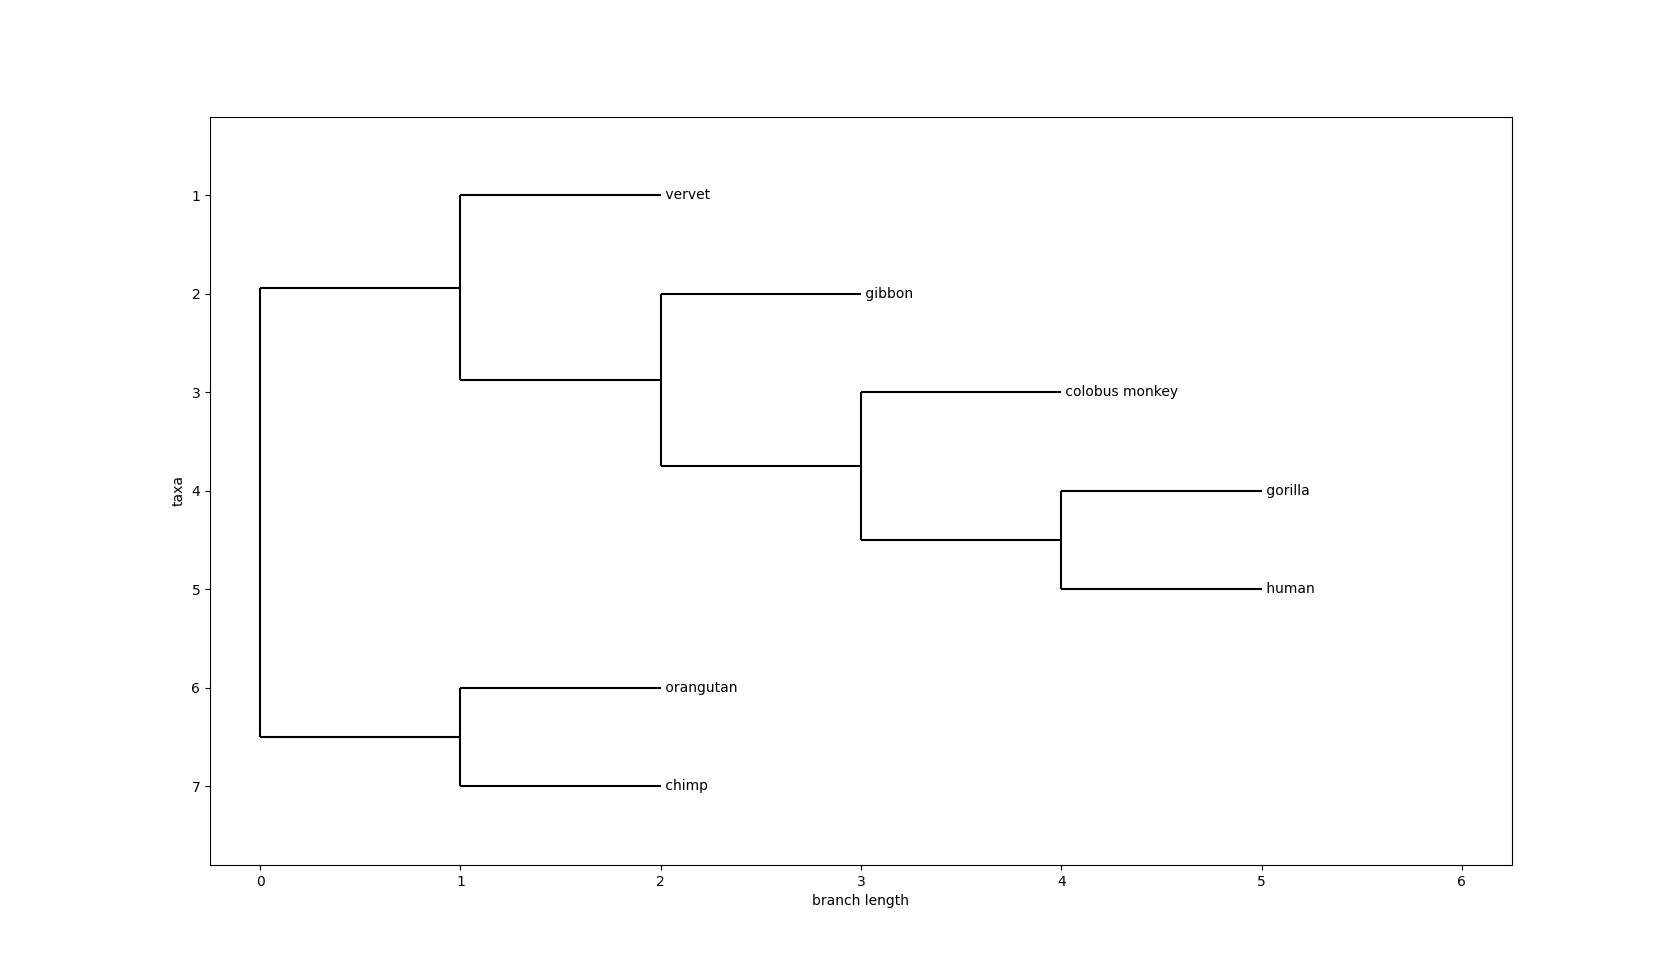 1
vervet
2
gibbon
3
colobus monkey
taxa
4
gorilla
5
human
6
orangutan
7
chimp
0 1 2 3 4 5 6
branch length